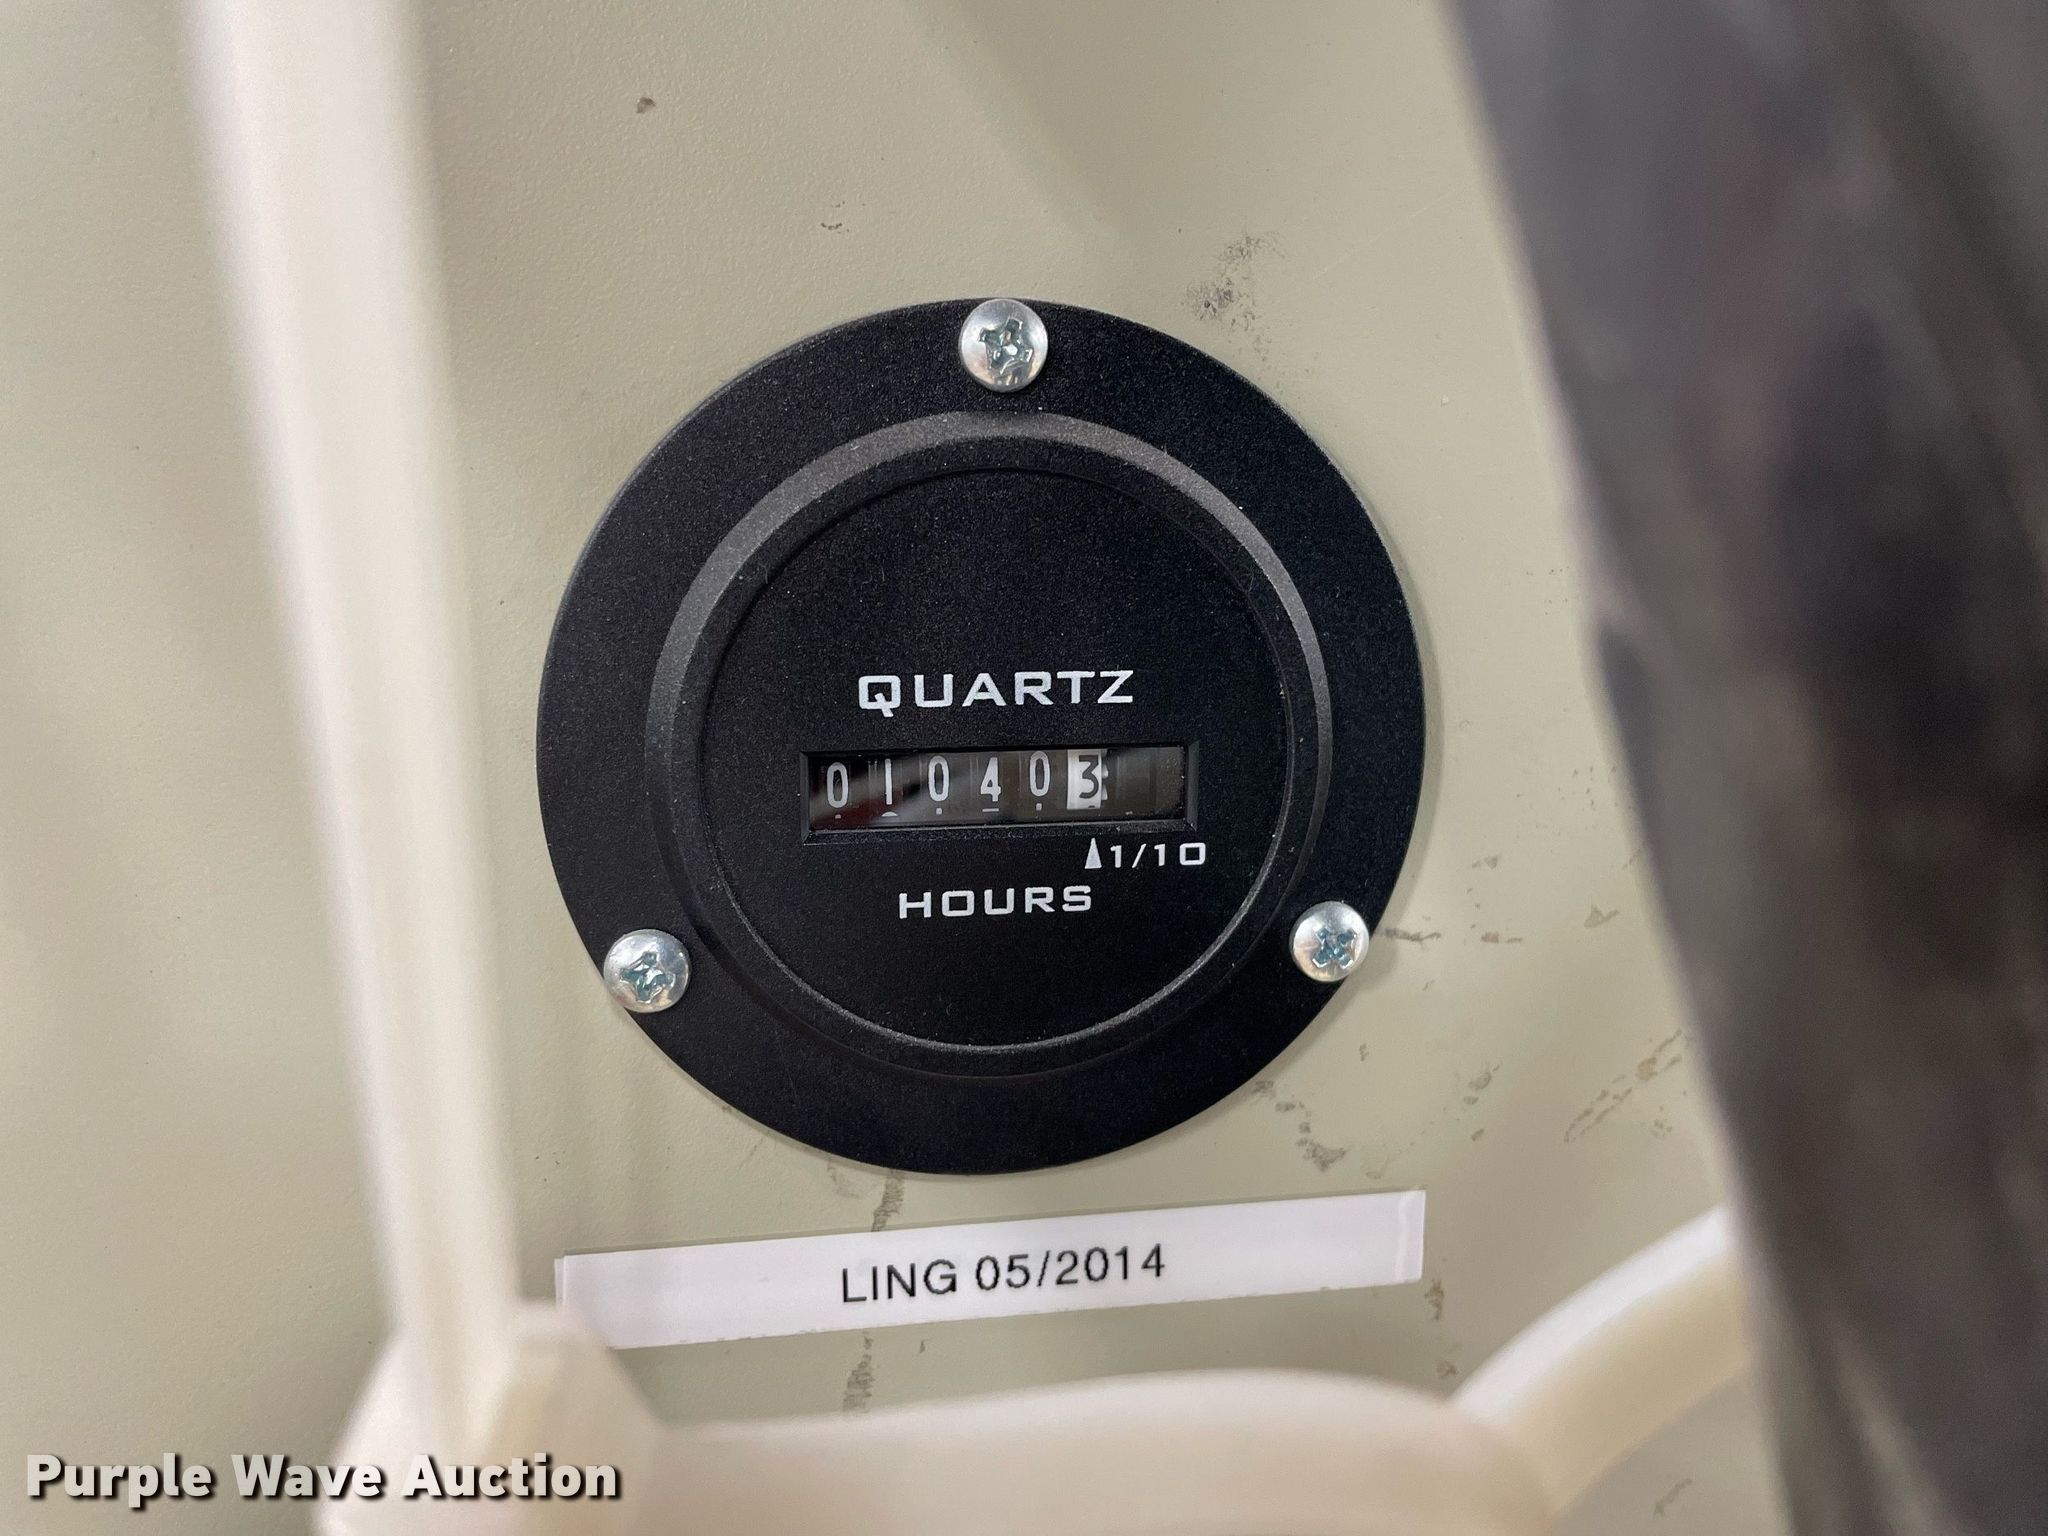 QUARTZ
010403
1/10
HOURS
LING 05/2014
Purple Wave Auction